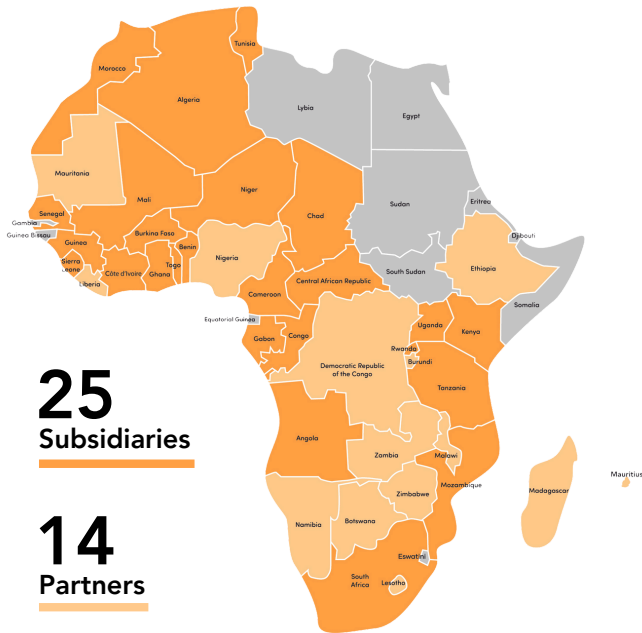 Tunisia
Morocco
Algeria
Lybia
Egypt
Mauritania
Mali
Niger
Chad
Sudan
Eritrea
Senegal
Gambia
Guinea Bissau
Guinea
Burkina Faso
Benin
Togo
Sierra
Leone
Côte d'Ivoire
Ghana
Liberia
Nigeria
Djibouti
Ethiopia
South Sudan
Central African Republic
Cameroon
Somalia
Equatorial Guinea
Gabon
Congo
Uganda
Kenya
Rwanda
Burundi
Democratic Republic
of the Congo
Tanzania
25
Subsidiaries
Angola
Zambia
Malawi
Mozambique
Zimbabwe
Madagascar
Mauritius
14
Partners
Namibia
Botswana
Eswatini
South
Africa
Lesotho